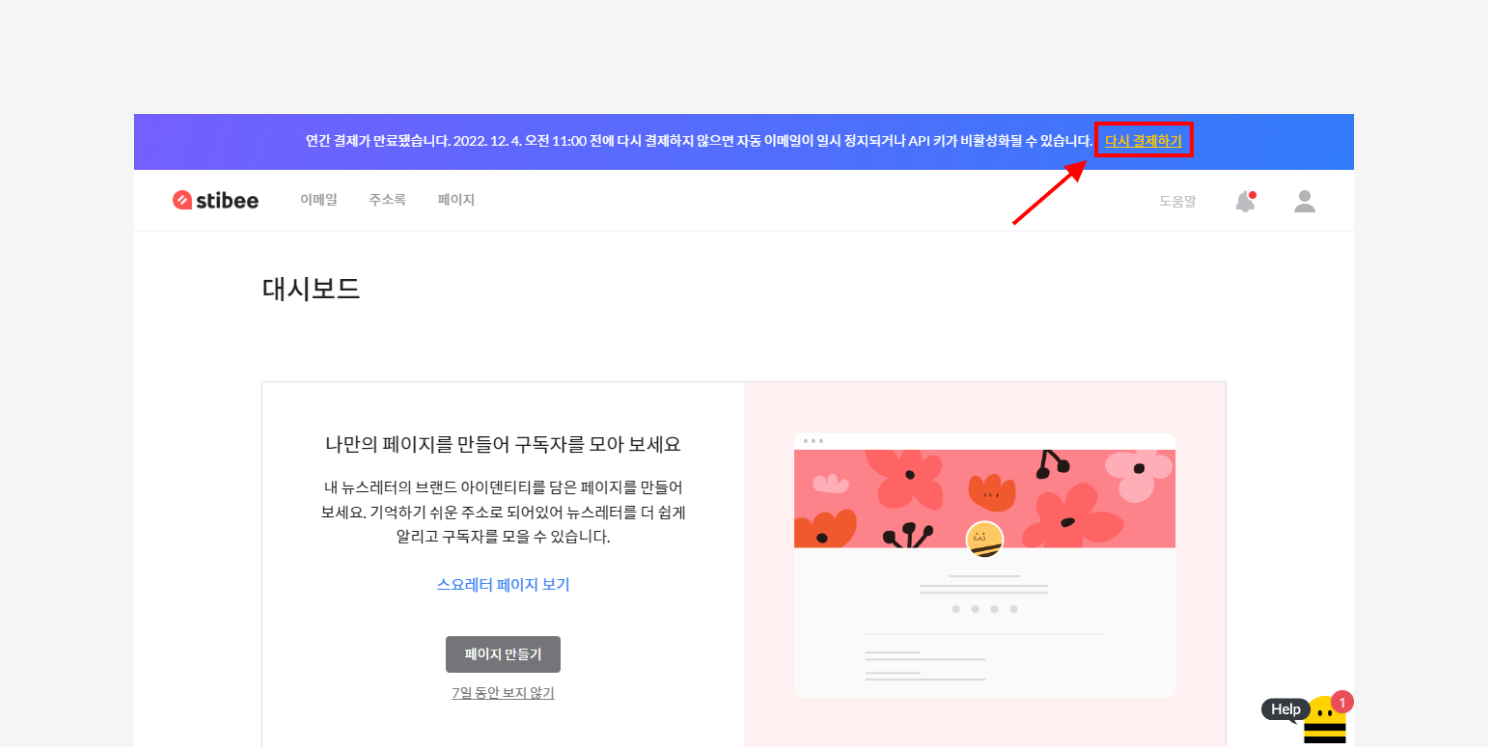 연간 결제가 만료됐습니다. 2022. 12. 4. 오전 11:00 전에 다시 결제하지 않으면 자동 이메일이 일시 정지되거나 API 키가 비활성화될 수 있습니다. 다시 결제하기
stibee 이메일 주소록 페이지 도움말
대시보드
나만의 페이지를 만들어 구독자를 모아 보세요
내 뉴스레터의 브랜드 아이덴티티를 담은 페이지를 만들어
보세요. 기억하기 쉬운 주소로 되어있어 뉴스레터를 더 쉽게
알리고 구독자를 모을 수 있습니다.
스요레터 페이지 보기
페이지 만들기
7일 동안 보지 않기
Help 1